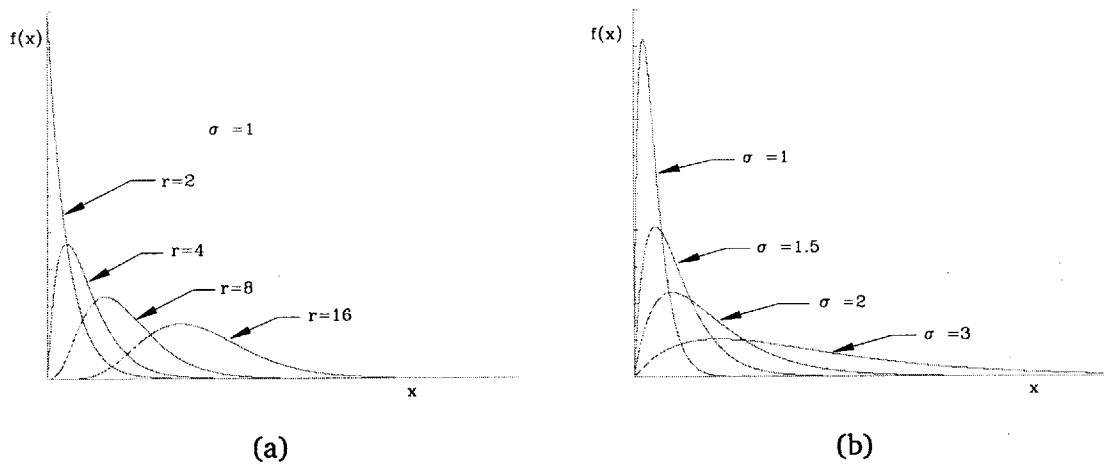 f(x)
σ =1
r=2
r=4
r=8
r=16
x
(a)
f(x)
σ =1
σ =1.5
σ =2
σ =3
x
(b)